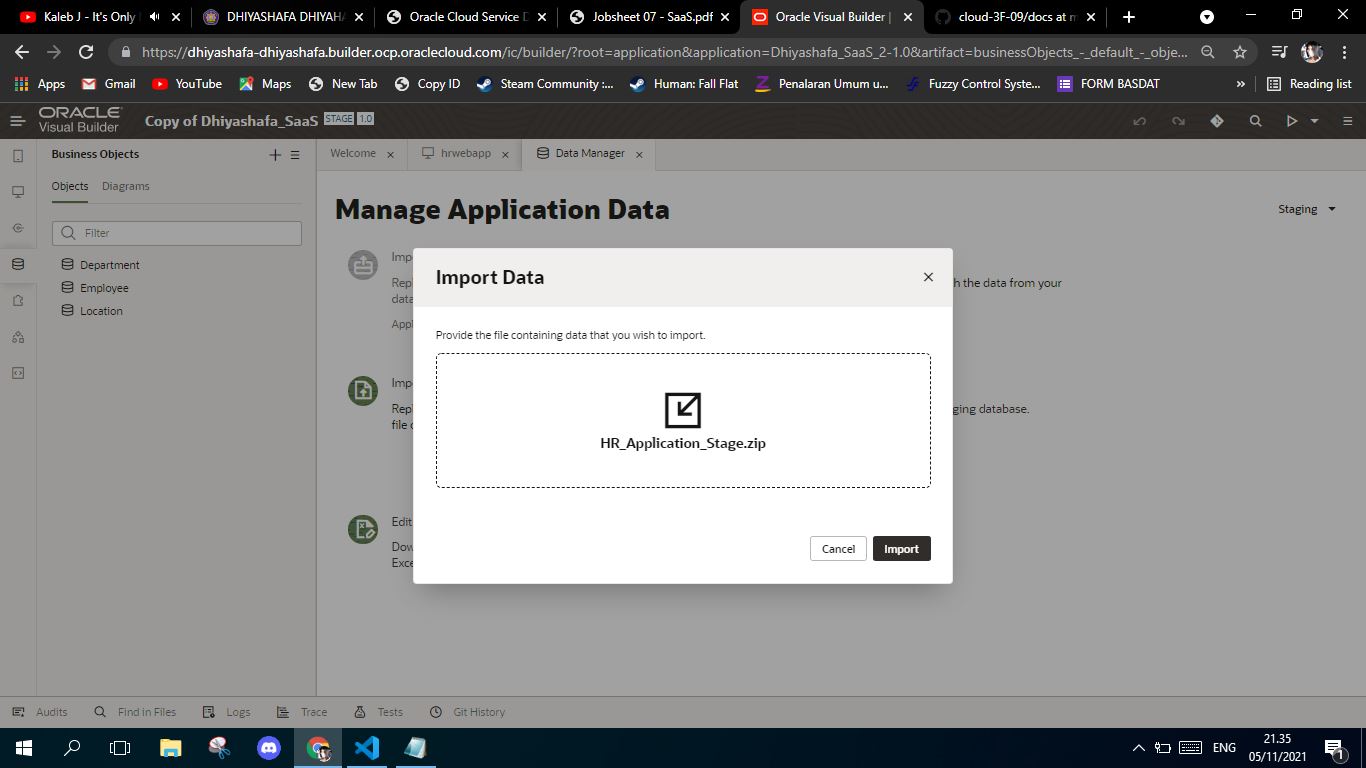 Kaleb J - It's Only
DHIYASHAFA DHIYAHA
Oracle Cloud Service D
Jobsheet 07 - SaaS.pdf
Oracle Visual Builder |
cloud-3F-09/docs at m
https://dhiyashafa-dhiyashafa.builder.ocp.oraclecloud.com/ic/builder/?root=application&application=Dhiyashafa_SaaS_2-1.0&artifact=businessObjects_-_default_-_obje...
Apps
Gmail
YouTube
Maps
New Tab
Copy ID
Steam Community :...
Human: Fall Flat
Penalaran Umum u...
Fuzzy Control Syste...
FORM BASDAT
»
Reading list
ORACLE
Visual Builder
Copy of Dhiyashafa_SaaS STAGE 1.0
Business Objects
Welcome
hrwebapp
Data Manager
Objects
Diagrams
Filter
Department
Employee
Location
Manage Application Data
Staging
Impo
Repl
h the data from your
data
Appl
Impo
Repl
ging database.
file c
Edit
Dow
Exce
Import Data
Provide the file containing data that you wish to import.
HR_Application_Stage.zip
Cancel
Import
Audits
Find in Files
Logs
Trace
Tests
Git History
ENG
21.35
05/11/2021
1